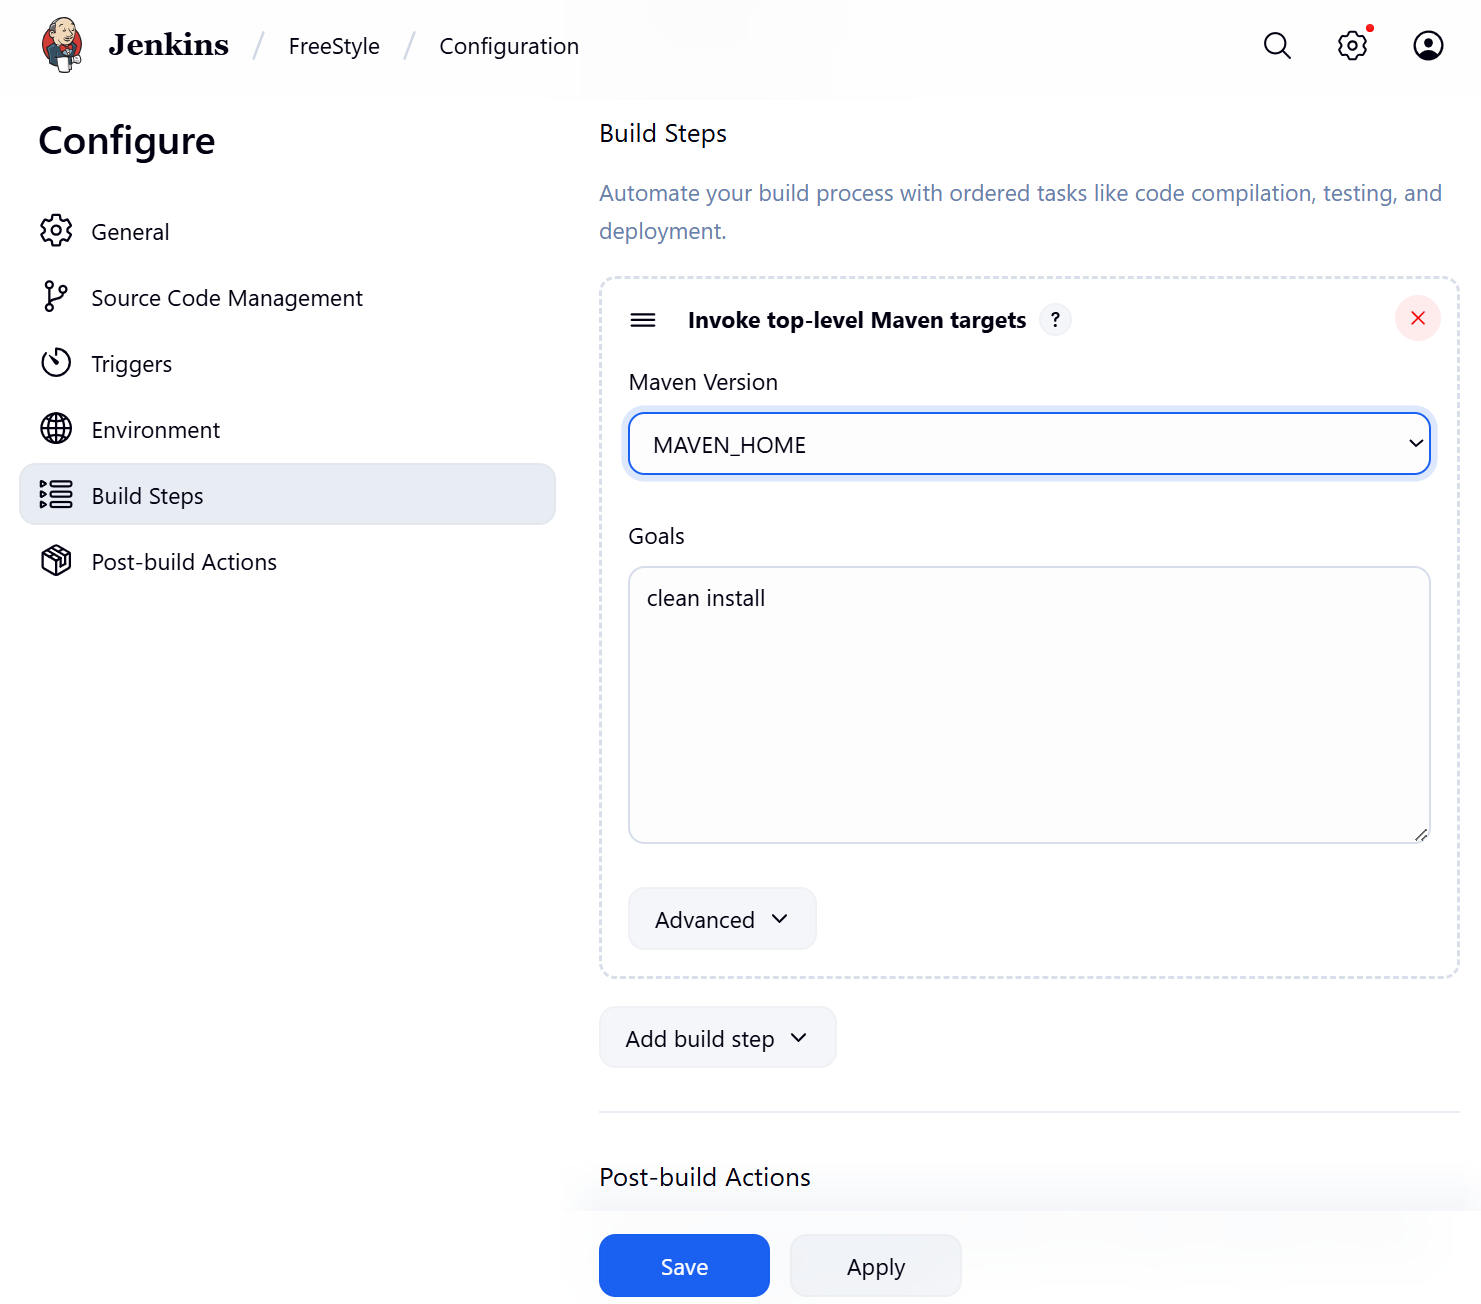 Jenkins / FreeStyle / Configuration
Configure
General
Source Code Management
Triggers
Environment
Build Steps
Post-build Actions
Build Steps
Automate your build process with ordered tasks like code compilation, testing, and
deployment.
Invoke top-level Maven targets ?
Maven Version
MAVEN_HOME
Goals
clean install
Advanced
Add build step
Post-build Actions
Save Apply